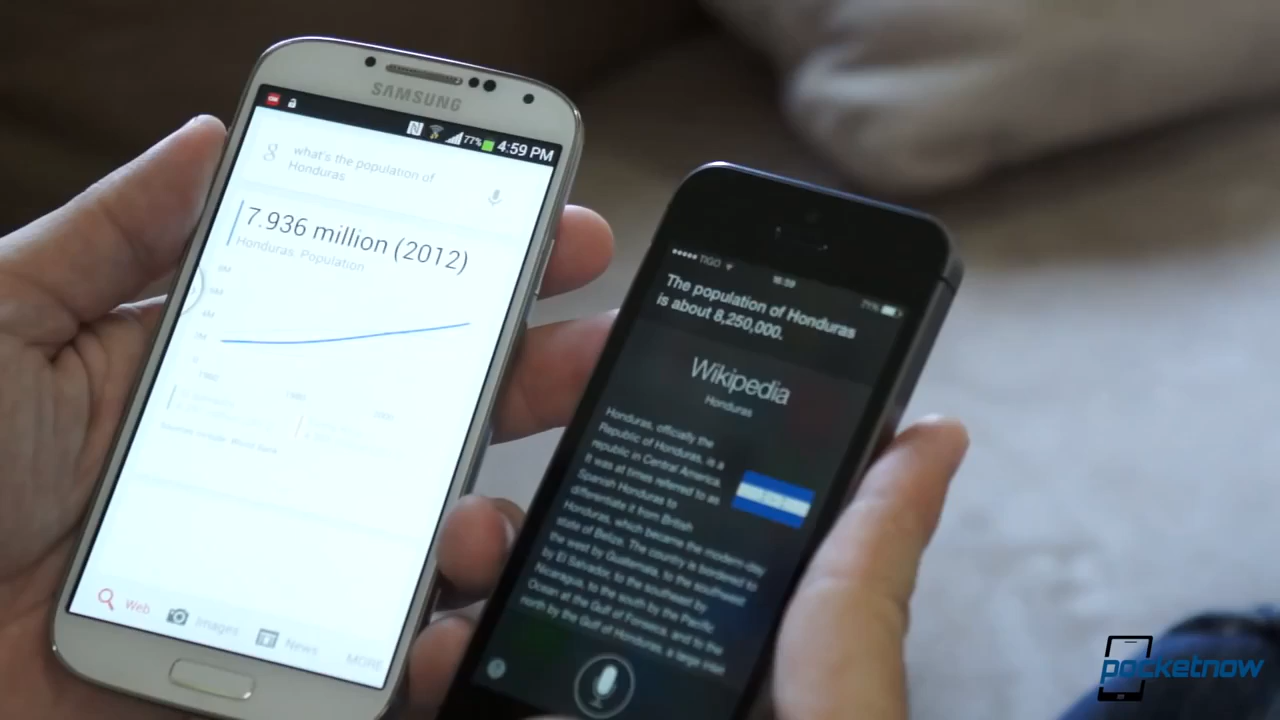 SAMSUNG
77% 4:59 PM
what's the population of
Honduras
7.936 million (2012)
Honduras, Population
Web
Images
News
MORE
TIGO
16:59
71%
The population of Honduras
is about 8,250,000.
Wikipedia
Honduras
Honduras, officially the
Republic of Honduras, is a
republic in Central America.
It was at times referred to as
Spanish Honduras to
differentiate it from British
Honduras, which became the modern-day
state of Belize. The country is bordered to
the west by Guatemala, to the southwest
by El Salvador, to the southeast by
Nicaragua, to the south by the Pacific
Ocean at the Gulf of Fonseca, and to the
north by the Gulf of Honduras, a large inlet
pocketnow